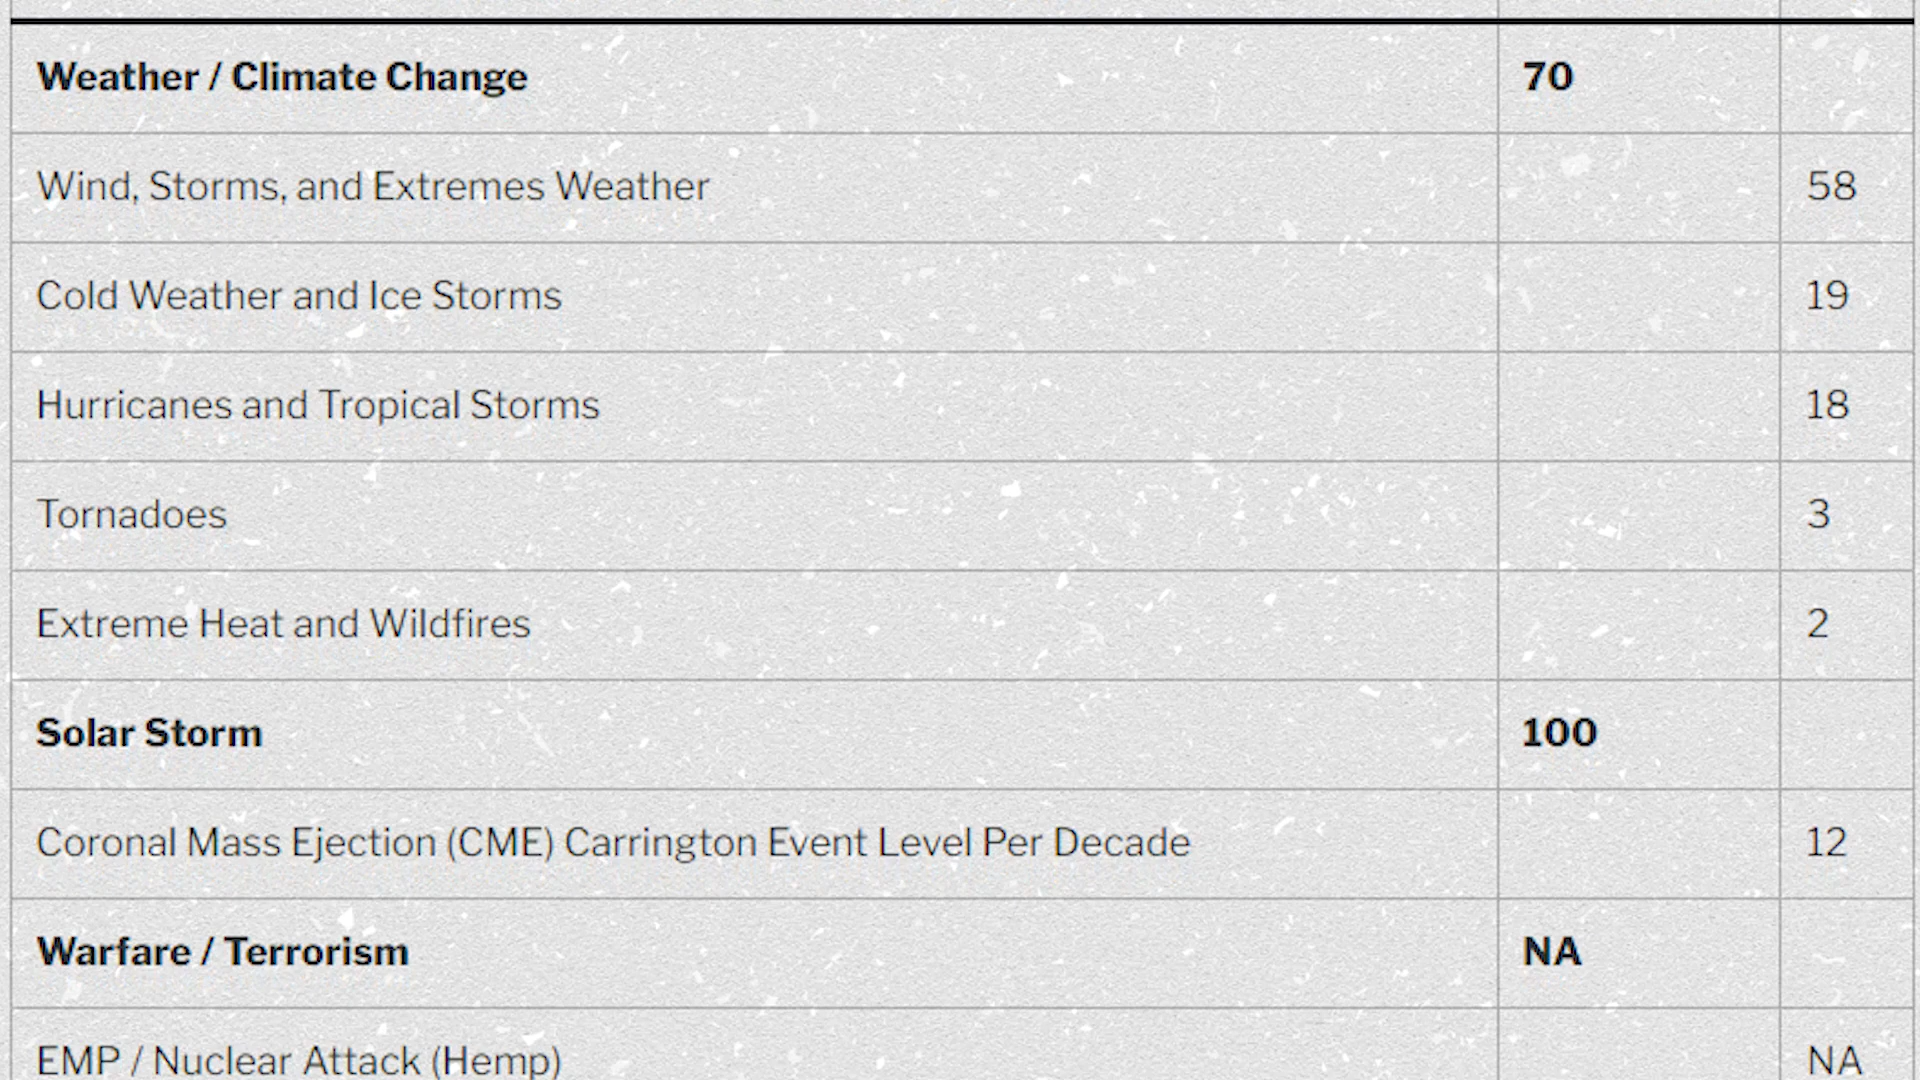 Weather / Climate Change 70
Wind, Storms, and Extremes Weather 58
Cold Weather and Ice Storms 19
Hurricanes and Tropical Storms 18
Tornadoes 3
Extreme Heat and Wildfires 2
Solar Storm 100
Coronal Mass Ejection (CME) Carrington Event Level Per Decade 12
Warfare / Terrorism NA
EMP / Nuclear Attack (Hemp) NA